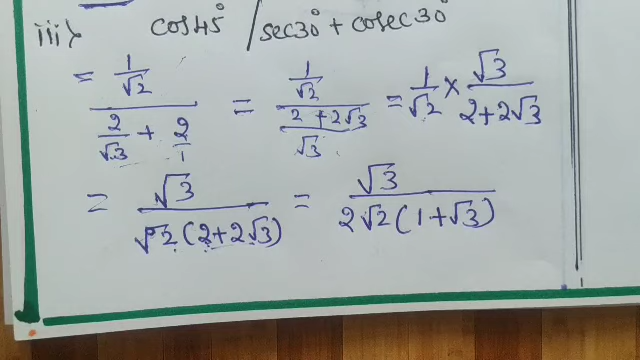 iii> cos45° / sec30° + cosec30°
= 1/√2 / (2/√3 + 2/1) = 1/√2 / ((2+2√3)/√3) = 1/√2 × √3/(2+2√3)
= √3 / √2(2+2√3) = √3 / 2√2(1+√3)